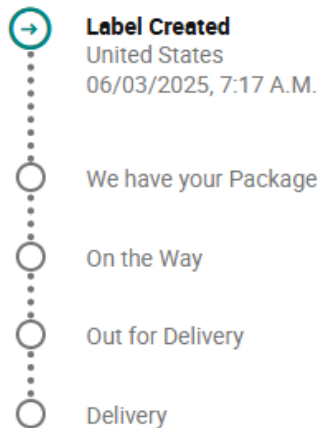 Label Created
United States
06/03/2025, 7:17 A.M.
We have your Package
On the Way
Out for Delivery
Delivery